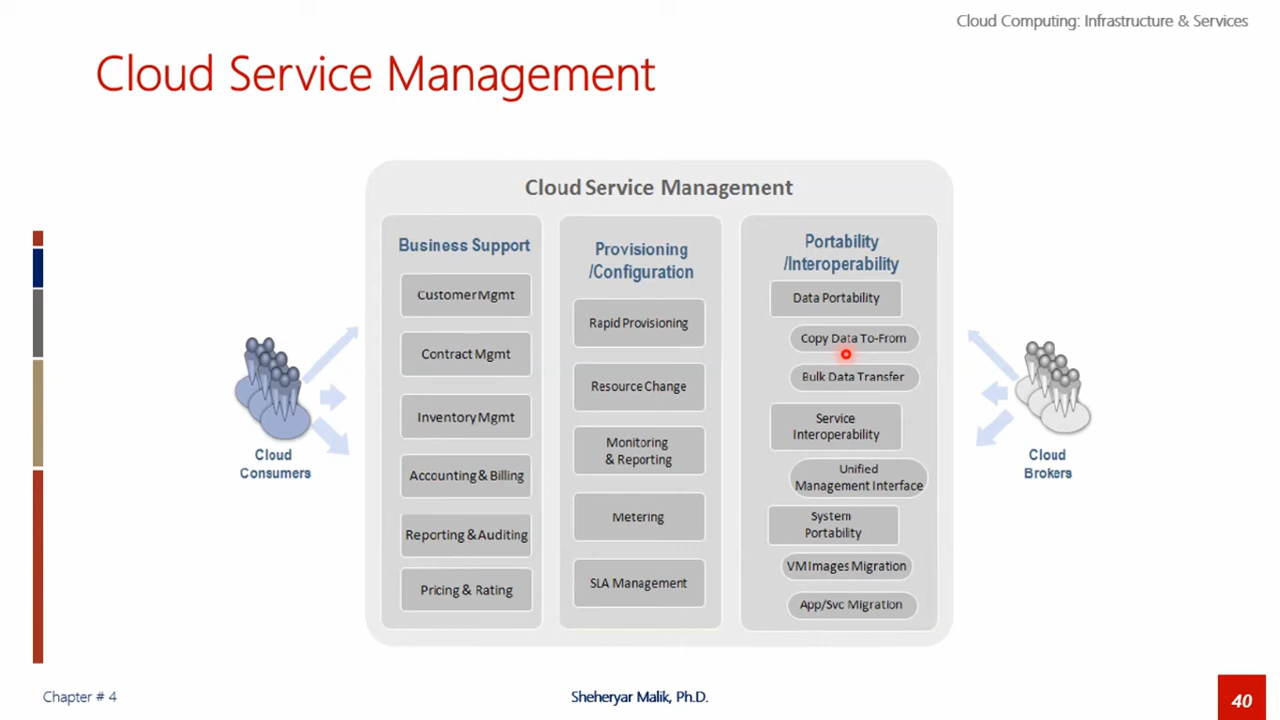 Cloud Computing: Infrastructure & Services
Cloud Service Management
Cloud Service Management
Business Support
Customer Mgmt
Contract Mgmt
Inventory Mgmt
Accounting & Billing
Reporting & Auditing
Pricing & Rating
Provisioning
/Configuration
Rapid Provisioning
Resource Change
Monitoring
& Reporting
Metering
SLA Management
Portability
/Interoperability
Data Portability
Copy Data To-From
Bulk Data Transfer
Service
Interoperability
Unified
Management Interface
System
Portability
VM Images Migration
App/Svc Migration
Cloud
Consumers
Cloud
Brokers
Chapter # 4
Sheheryar Malik, Ph.D.
40